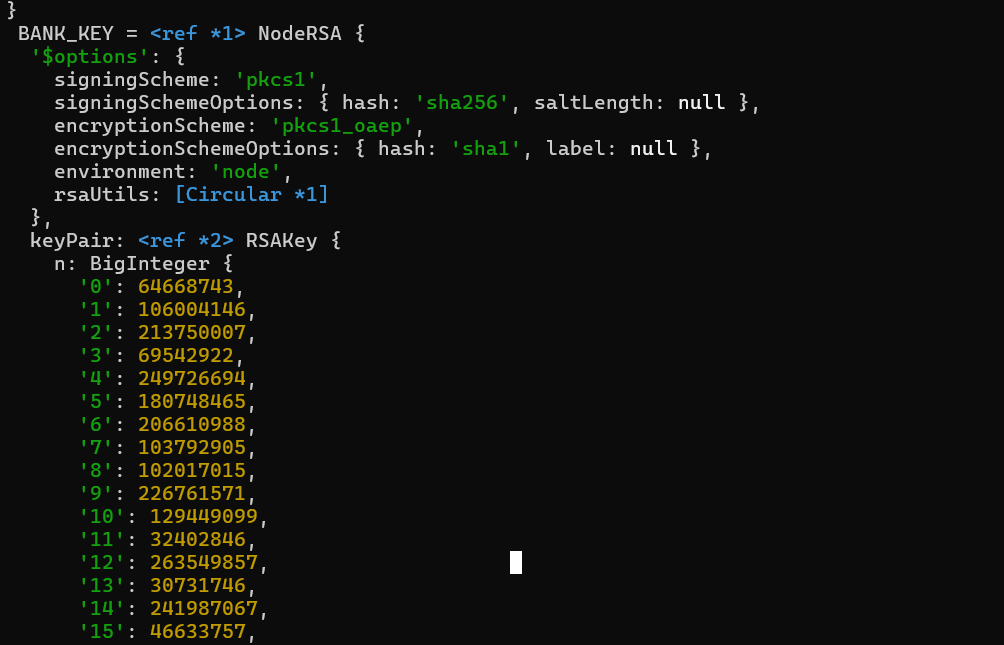 }
BANK_KEY = <ref *1> NodeRSA {
'$options': {
signingScheme: 'pkcs1',
signingSchemeOptions: { hash: 'sha256', saltLength: null },
encryptionScheme: 'pkcs1_oaep',
encryptionSchemeOptions: { hash: 'sha1', label: null },
environment: 'node',
rsaUtils: [Circular *1]
},
keyPair: <ref *2> RSAKey {
n: BigInteger {
'0': 64668743,
'1': 106004146,
'2': 213750007,
'3': 69542922,
'4': 249726694,
'5': 180748465,
'6': 206610988,
'7': 103792905,
'8': 102017015,
'9': 226761571,
'10': 129449099,
'11': 32402846,
'12': 263549857,
'13': 30731746,
'14': 241987067,
'15': 46633757,